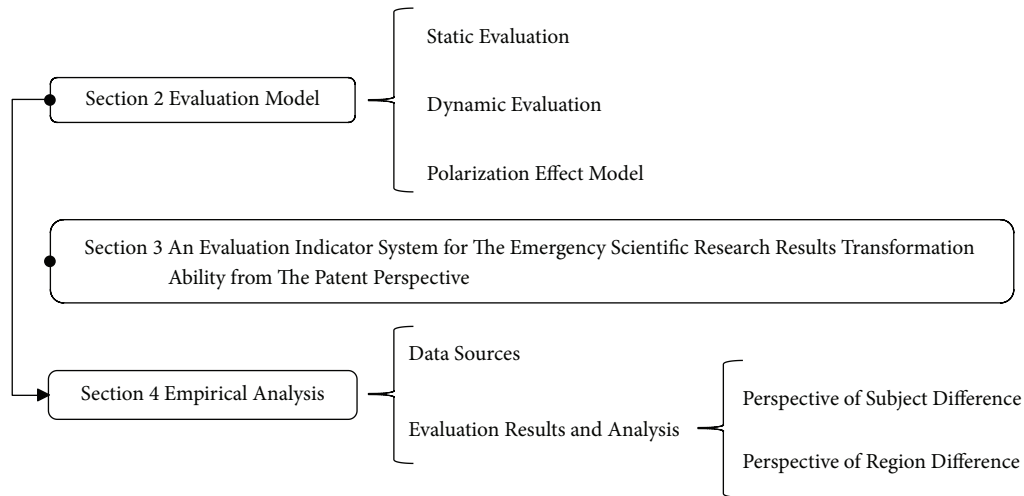 Static Evaluation
Section 2 Evaluation Model
Dynamic Evaluation
Polarization Effect Model
Section 3 An Evaluation Indicator System for The Emergency Scientific Research Results Transformation
Ability from The Patent Perspective
Data Sources
Section 4 Empirical Analysis
Evaluation Results and Analysis
Perspective of Subject Difference
Perspective of Region Difference